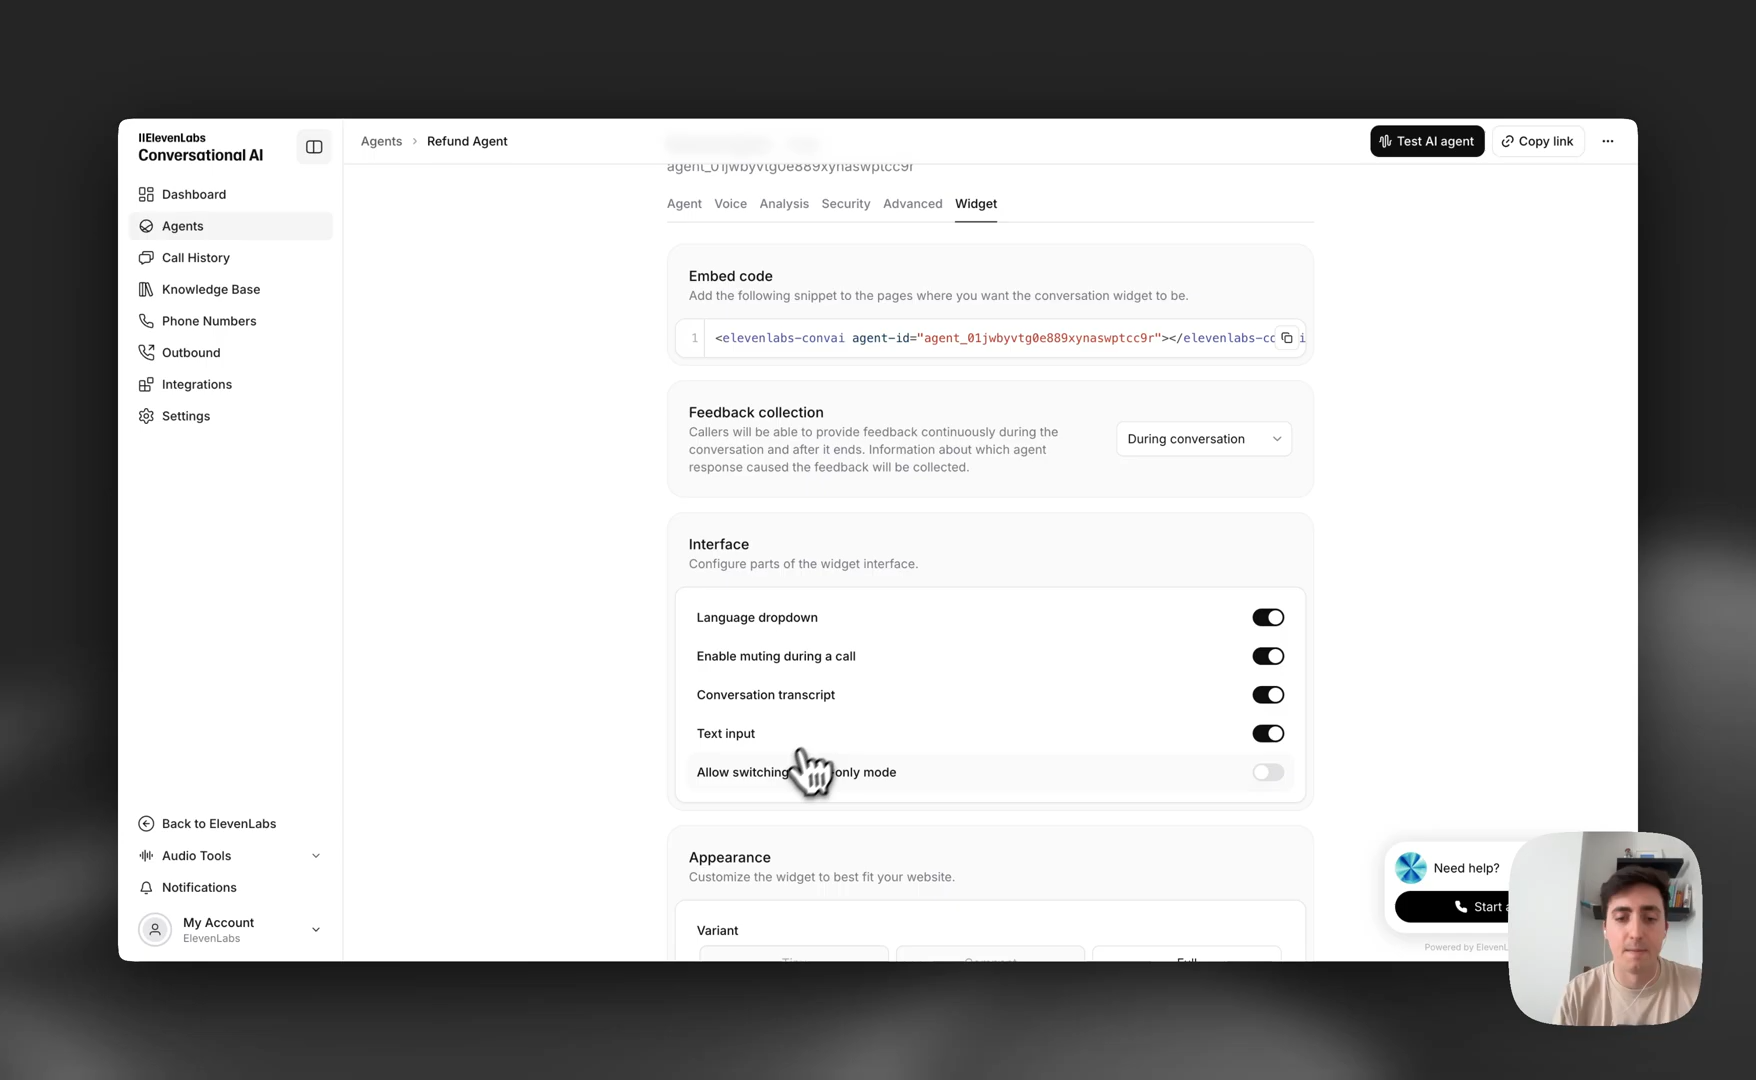 IIElevenLabs
Conversational AI
Dashboard
Agents
Call History
Knowledge Base
Phone Numbers
Outbound
Integrations
Settings
Back to ElevenLabs
Audio Tools
Notifications
My Account
ElevenLabs
Agents > Refund Agent
Test AI agent
Copy link
Agent Voice Analysis Security Advanced Widget
Embed code
Add the following snippet to the pages where you want the conversation widget to be.
1 <elevenlabs-convai agent-id="agent_01jwbyvtg0e889xynaswptcc9r"></elevenlabs-co
Feedback collection
Callers will be able to provide feedback continuously during the
conversation and after it ends. Information about which agent
response caused the feedback will be collected.
During conversation
Interface
Configure parts of the widget interface.
Language dropdown
Enable muting during a call
Conversation transcript
Text input
Allow switching only mode
Appearance
Customize the widget to best fit your website.
Variant
Full
Need help?
Start
Powered by